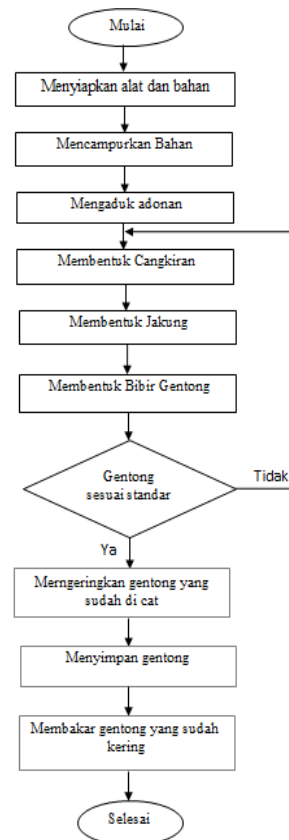 Mulai
Menyiapkan alat dan bahan
Mencampurkan Bahan
Mengaduk adonan
Membentuk Cangkiran
Membentuk Jakung
Membentuk Bibir Gentong
Gentong
sesuai standar
Tidak
Ya
Merngeringkan gentong yang
sudah di cat
Menyimpan gentong
Membakar gentong yang sudah
kering
Selesai